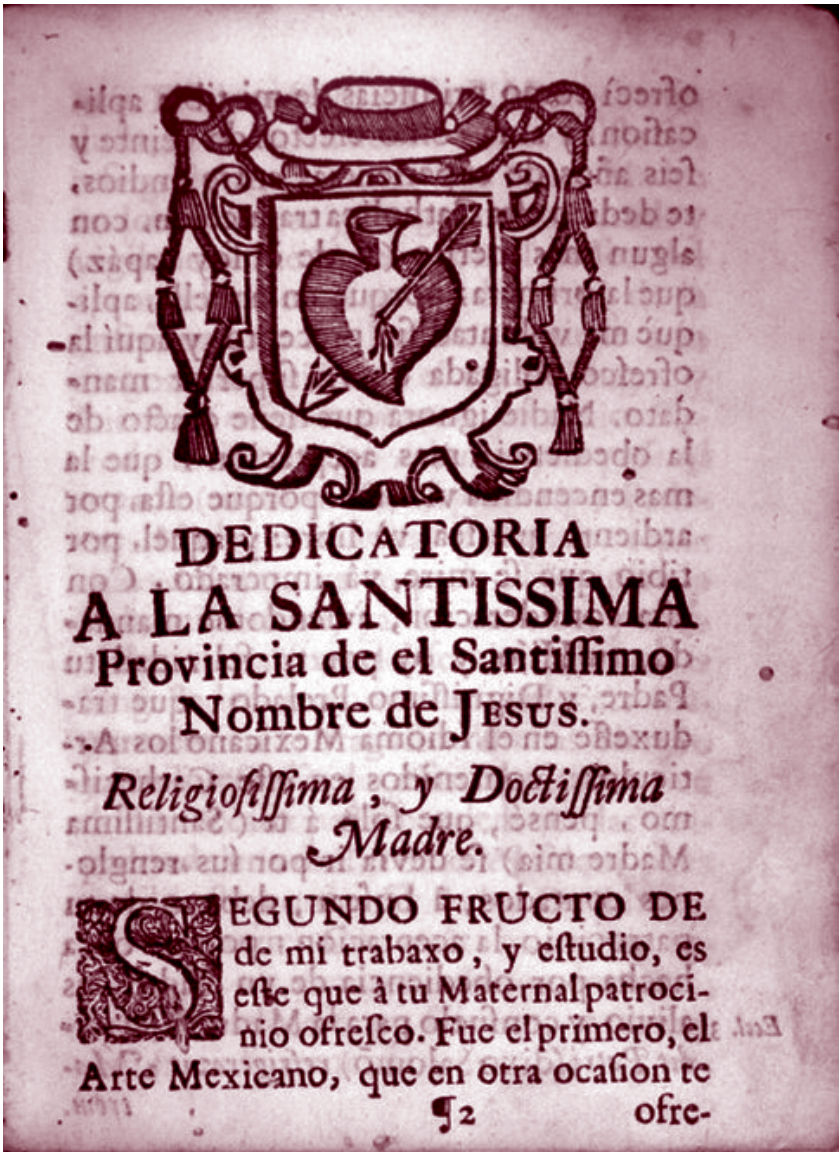 DEDICATORIA
A LA SANTISSIMA
Provincia de el Santiſſimo
Nombre de JESUS.
Religioſiſſima, y Doctiſſima
Madre.
SEGUNDO FRUCTO DE
de mi trabaxo, y eſtudio, es
eſte que à tu Maternal patroci-
nio ofreſco. Fue el primero, el
Arte Mexicano, que en otra ocaſion te
¶2 ofre-